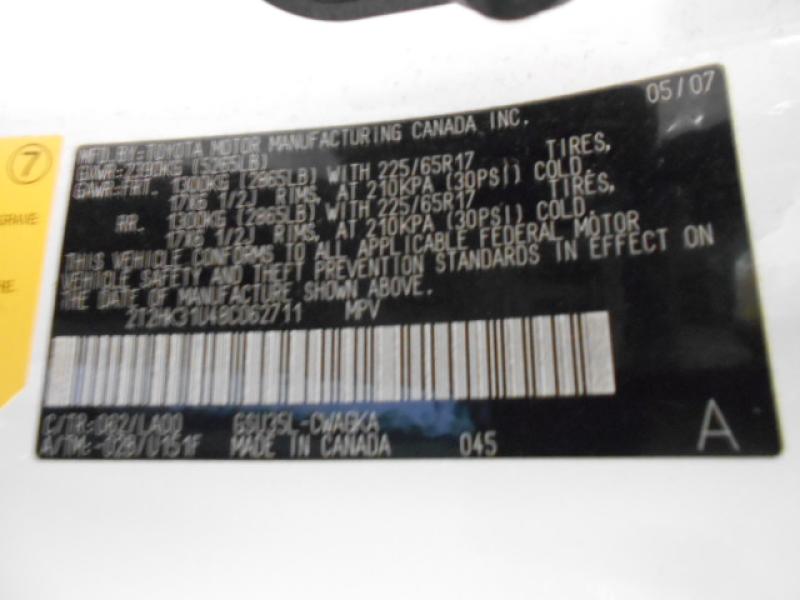 05/07
MFD.BY:TOYOTA MOTOR MANUFACTURING CANADA INC.
GVWR:2390KG (5265LB)
GAWR:FRT. 1300KG (2865LB) WITH 225/65R17 TIRES,
17X6 1/2J RIMS, AT 210KPA (30PSI) COLD.
RR. 1300KG (2865LB) WITH 225/65R17 TIRES,
17X6 1/2J RIMS, AT 210KPA (30PSI) COLD.
THIS VEHICLE CONFORMS TO ALL APPLICABLE FEDERAL MOTOR
VEHICLE SAFETY AND THEFT PREVENTION STANDARDS IN EFFECT ON
THE DATE OF MANUFACTURE SHOWN ABOVE.
2T2HK31U48C062711 MPV
C/TR:082/LA00 GSU35L-CWAGKA
A/TM:-02B/U151F MADE IN CANADA 045
A
7